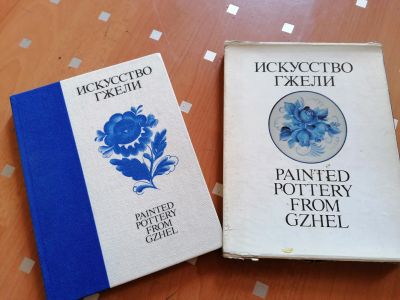 ИСКУССТВО
ГЖЕЛИ
PAINTED
POTTERY
FROM
GZHEL
ИСКУССТВО
ГЖЕЛИ
PAINTED
POTTERY
FROM
GZHEL